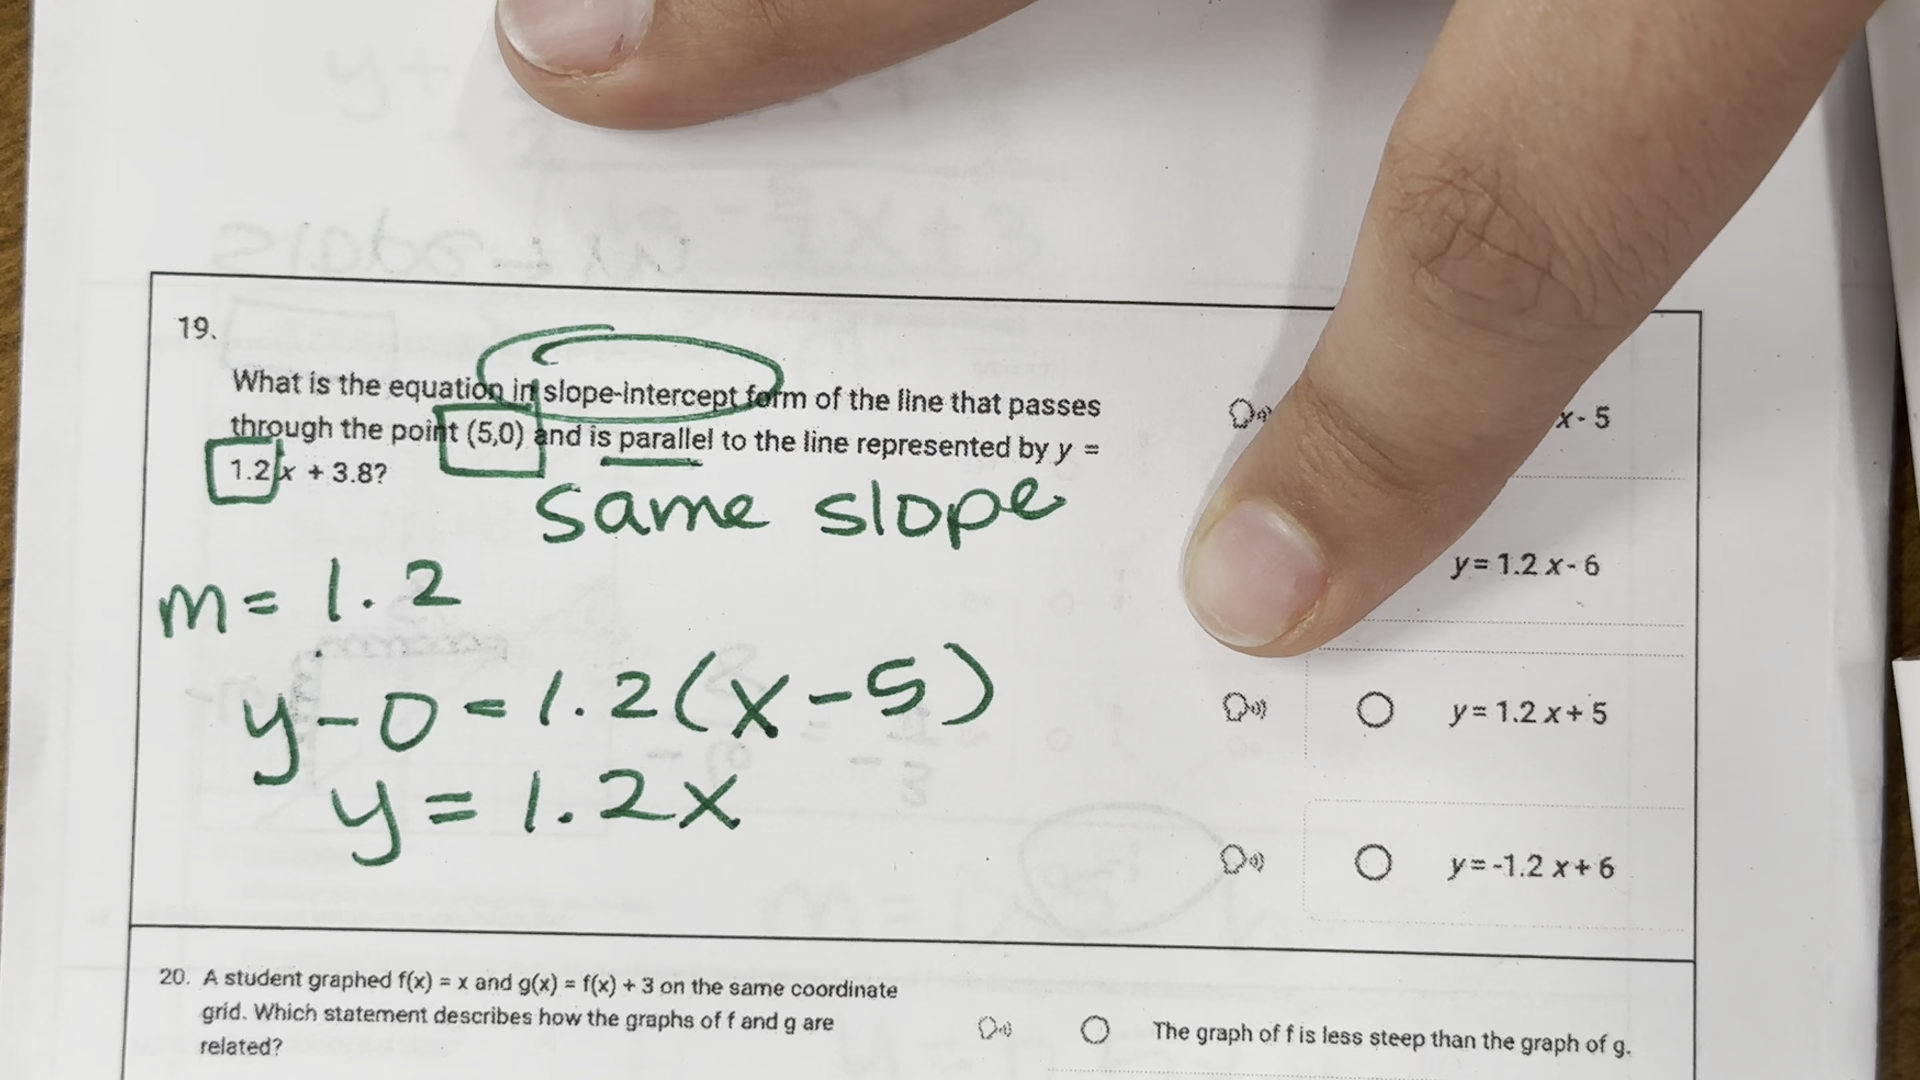 19.
What is the equation in slope-intercept form of the line that passes
through the point (5,0) and is parallel to the line represented by y =
1.2 x + 3.8?
same slope
m = 1.2
y - 0 = 1.2(x - 5)
y = 1.2x
x - 5
y = 1.2 x - 6
y = 1.2 x + 5
y = -1.2 x + 6
20. A student graphed f(x) = x and g(x) = f(x) + 3 on the same coordinate
grid. Which statement describes how the graphs of f and g are
related?
The graph of f is less steep than the graph of g.